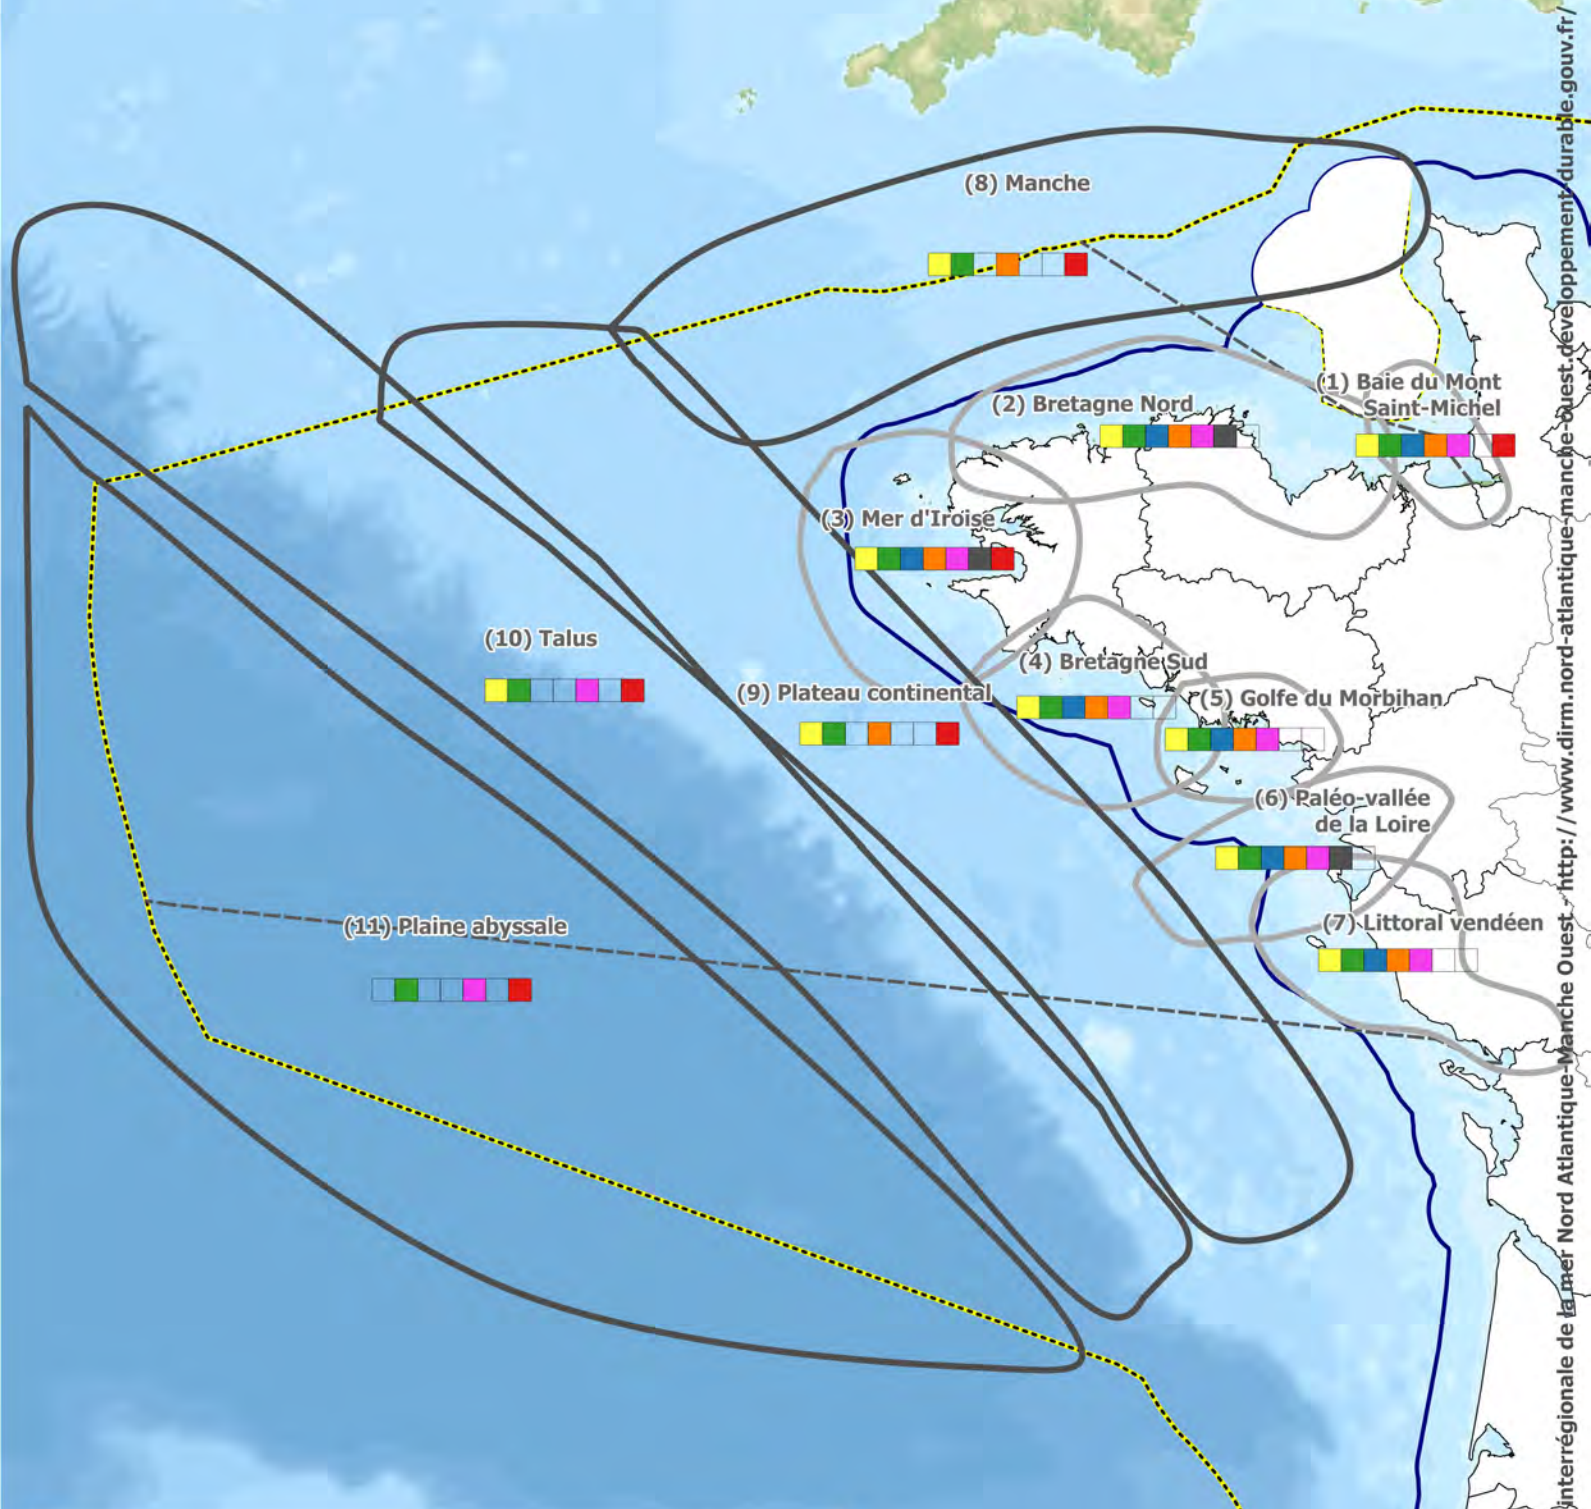 (8) Manche
(1) Baie du Mont
Saint-Michel
(2) Bretagne Nord
(3) Mer d'Iroise
(10) Talus
(4) Bretagne Sud
(9) Plateau continental
(5) Golfe du Morbihan
(6) Paléo-vallée
de la Loire
(11) Plaine abyssale
(7) Littoral vendéen
interrégionale de la mer Nord Atlantique-Manche Ouest - http://www.dirm.nord-atlantique-manche-ouest.developpement-durable.gouv.fr/